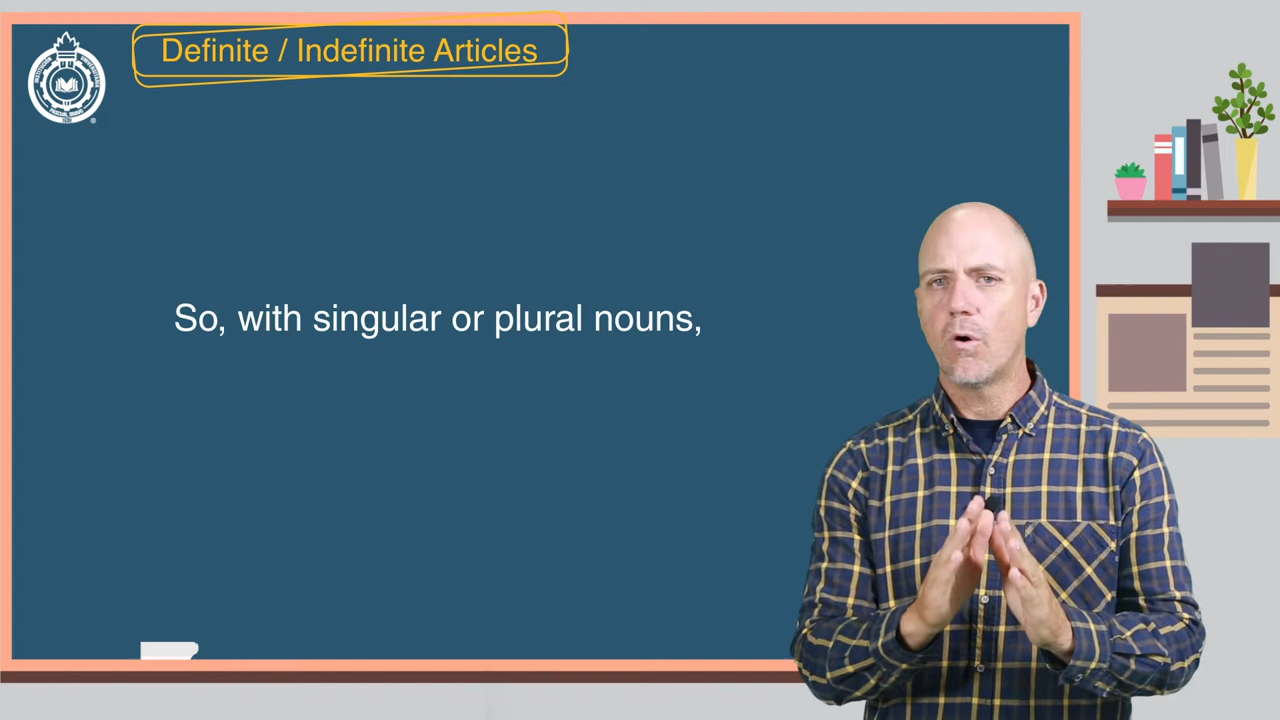 Definite / Indefinite Articles
So, with singular or plural nouns,